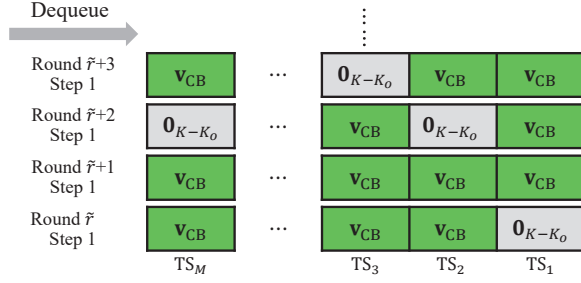 Dequeue
⋮
Round r̃+3
Step 1
v_CB ⋯ 0_{K−K_o} v_CB v_CB
Round r̃+2
Step 1
0_{K−K_o} ⋯ v_CB 0_{K−K_o} v_CB
Round r̃+1
Step 1
v_CB ⋯ v_CB v_CB v_CB
Round r̃
Step 1
v_CB ⋯ v_CB v_CB 0_{K−K_o}
TS_M TS_3 TS_2 TS_1